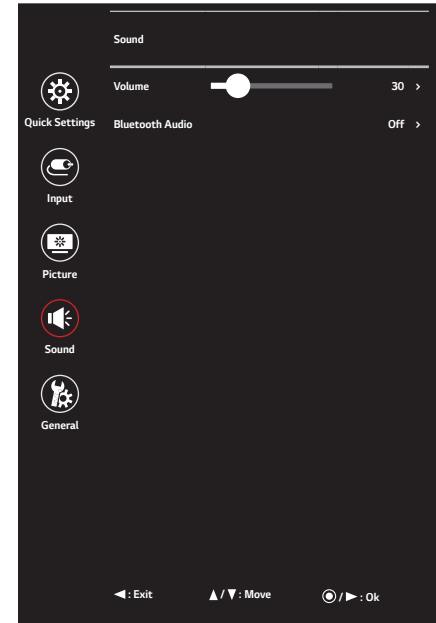 Sound
Volume 30 >
Quick Settings
Bluetooth Audio Off >
Input
Picture
Sound
General
◄ : Exit ▲ / ▼ : Move ◉ / ► : Ok